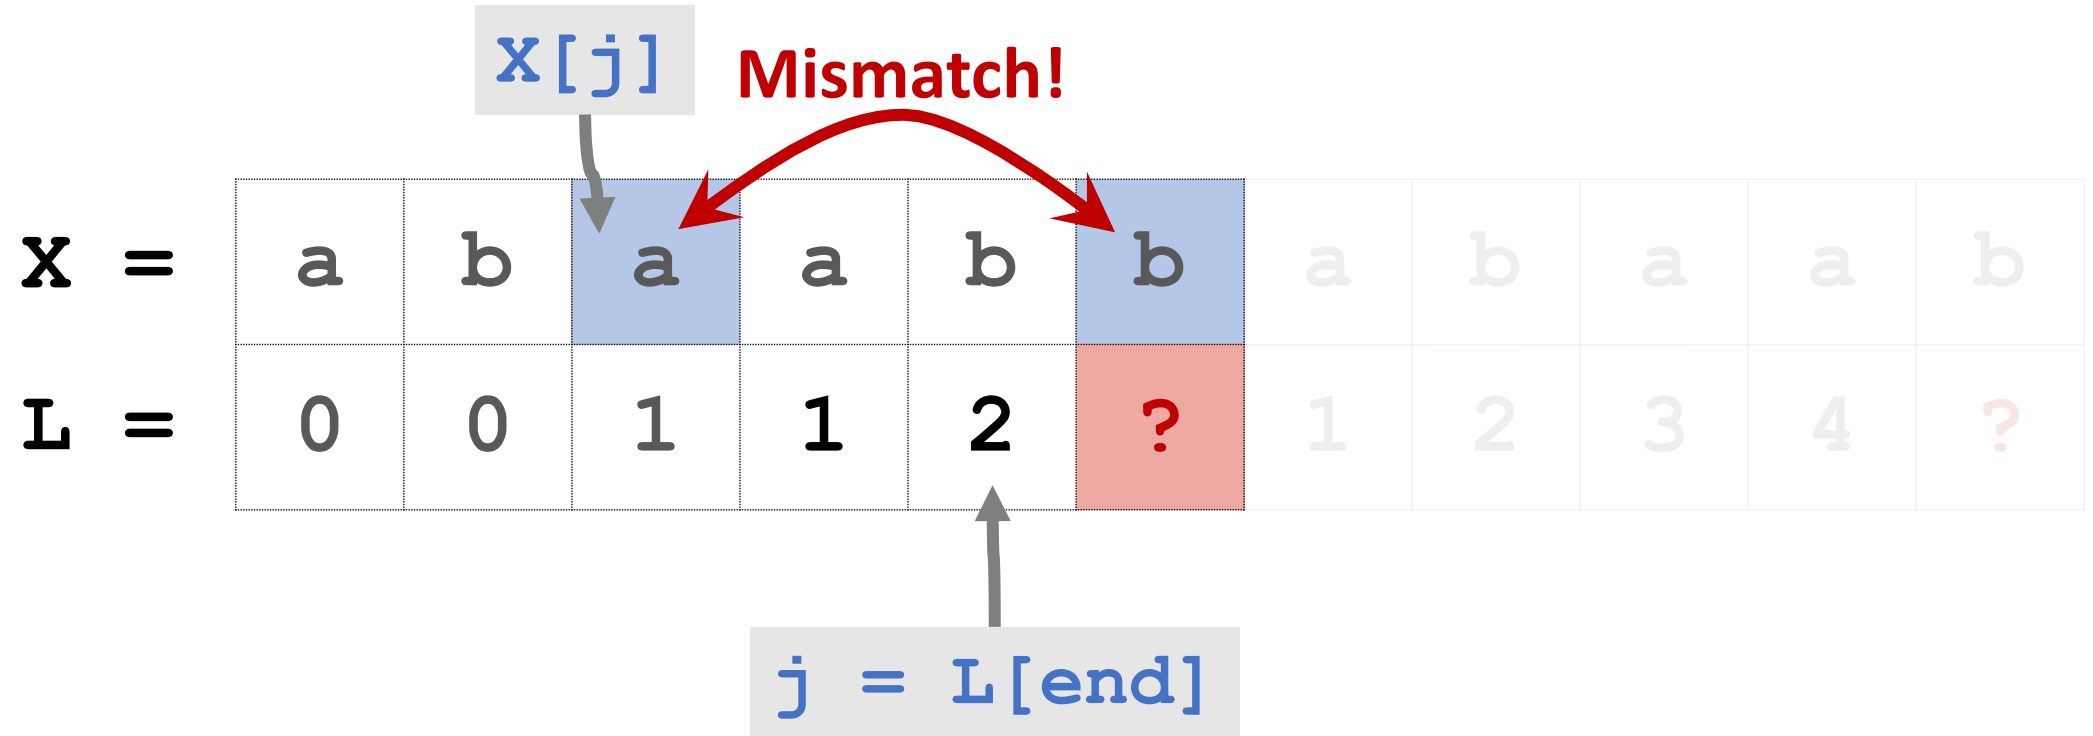 X[j] Mismatch!
X = a b a a b b a b a a b
L = 0 0 1 1 2 ? 1 2 3 4 ?
j = L[end]